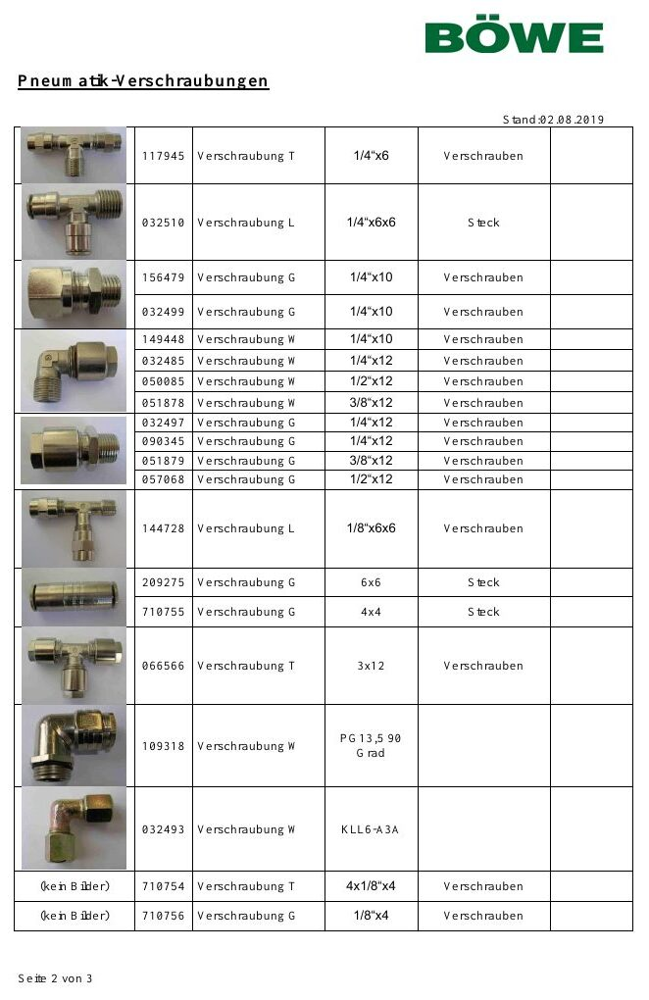 BÖWE
Pneumatik-Verschraubungen
Stand:02.08.2019
117945 Verschraubung T 1/4“x6 Verschrauben
032510 Verschraubung L 1/4“x6x6 Steck
156479 Verschraubung G 1/4“x10 Verschrauben
032499 Verschraubung G 1/4“x10 Verschrauben
149448 Verschraubung W 1/4“x10 Verschrauben
032485 Verschraubung W 1/4“x12 Verschrauben
050085 Verschraubung W 1/2“x12 Verschrauben
051878 Verschraubung W 3/8“x12 Verschrauben
032497 Verschraubung G 1/4“x12 Verschrauben
090345 Verschraubung G 1/4“x12 Verschrauben
051879 Verschraubung G 3/8“x12 Verschrauben
057068 Verschraubung G 1/2“x12 Verschrauben
144728 Verschraubung L 1/8“x6x6 Verschrauben
209275 Verschraubung G 6x6 Steck
710755 Verschraubung G 4x4 Steck
066566 Verschraubung T 3x12 Verschrauben
109318 Verschraubung W PG13,5 90
Grad
032493 Verschraubung W KLL6-A3A
(kein Bilder) 710754 Verschraubung T 4x1/8“x4 Verschrauben
(kein Bilder) 710756 Verschraubung G 1/8“x4 Verschrauben
Seite 2 von 3